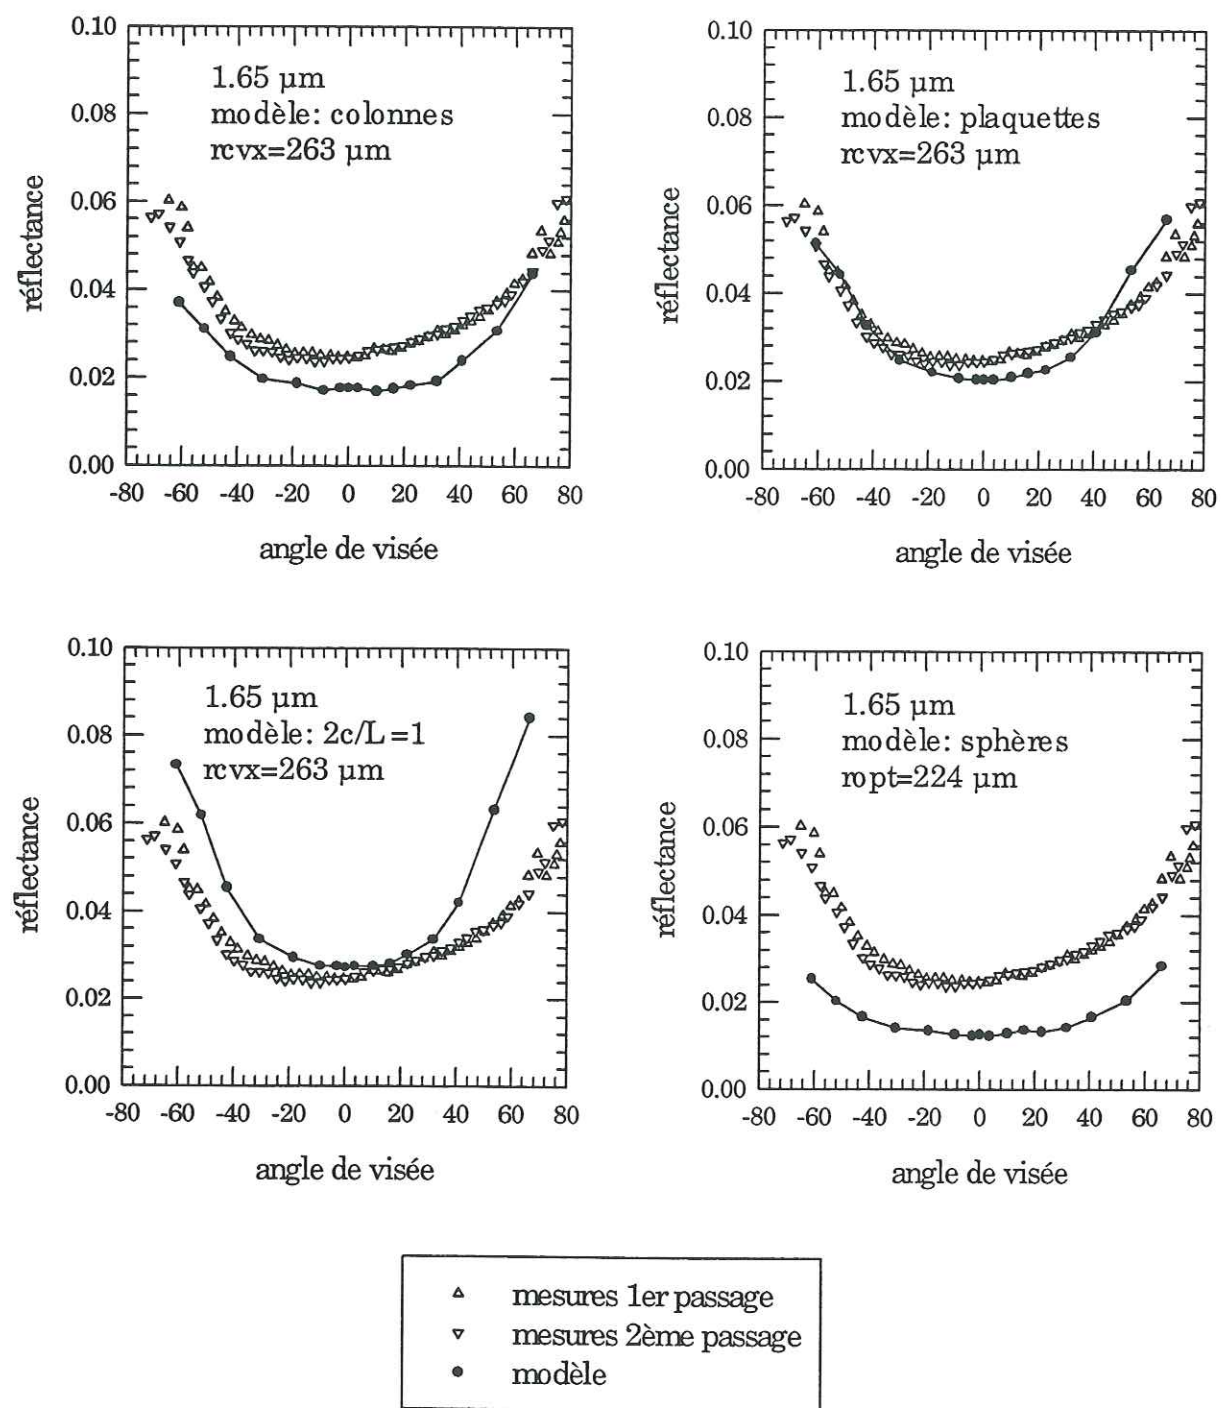 0.10
0.08
0.06
0.04
0.02
0.00
réflectance
1.65 µm
modèle: colonnes
rcvx=263 µm
-80 -60 -40 -20 0 20 40 60 80
angle de visée
0.10
0.08
0.06
0.04
0.02
0.00
réflectance
1.65 µm
modèle: plaquettes
rcvx=263 µm
-80 -60 -40 -20 0 20 40 60 80
angle de visée
0.10
0.08
0.06
0.04
0.02
0.00
réflectance
1.65 µm
modèle: 2c/L=1
rcvx=263 µm
-80 -60 -40 -20 0 20 40 60 80
angle de visée
0.10
0.08
0.06
0.04
0.02
0.00
réflectance
1.65 µm
modèle: sphères
ropt=224 µm
-80 -60 -40 -20 0 20 40 60 80
angle de visée
mesures 1er passage
mesures 2ème passage
modèle